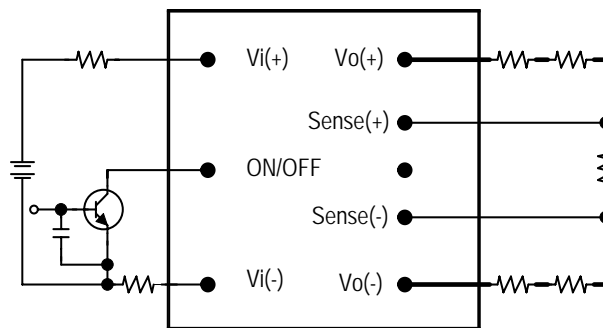 Vi(+) Vo(+)
Sense(+)
ON/OFF
Sense(-)
Vi(-) Vo(-)